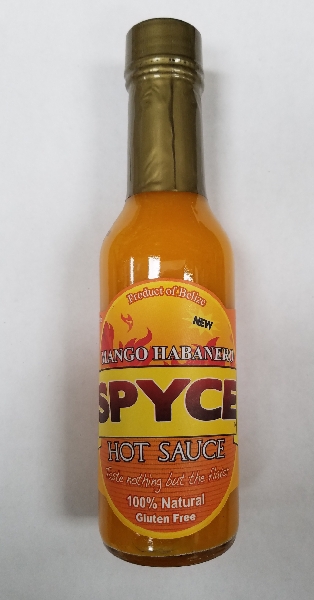 Product of Belize
NEW
MANGO HABANERO
SPYCE
HOT SAUCE
Taste nothing but the flavor
100% Natural
Gluten Free